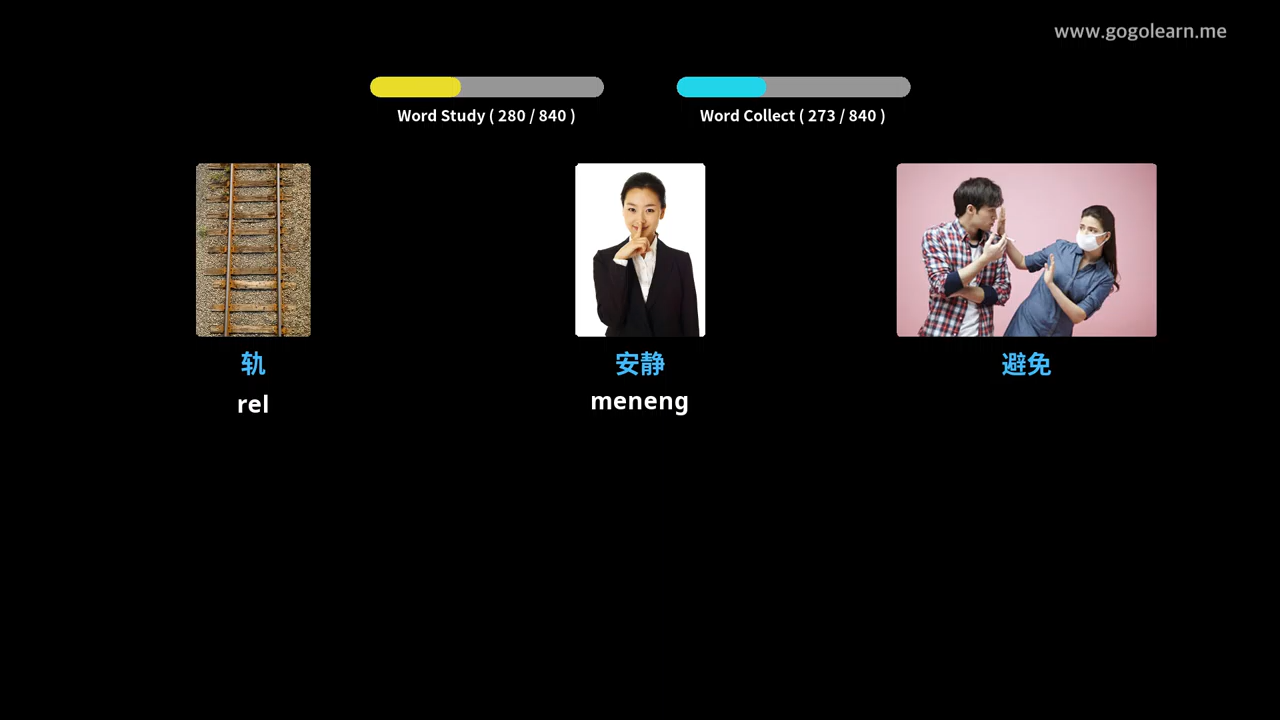 www.gogolearn.me
Word Study ( 280 / 840 )
Word Collect ( 273 / 840 )
轨
安静
避免
rel
meneng